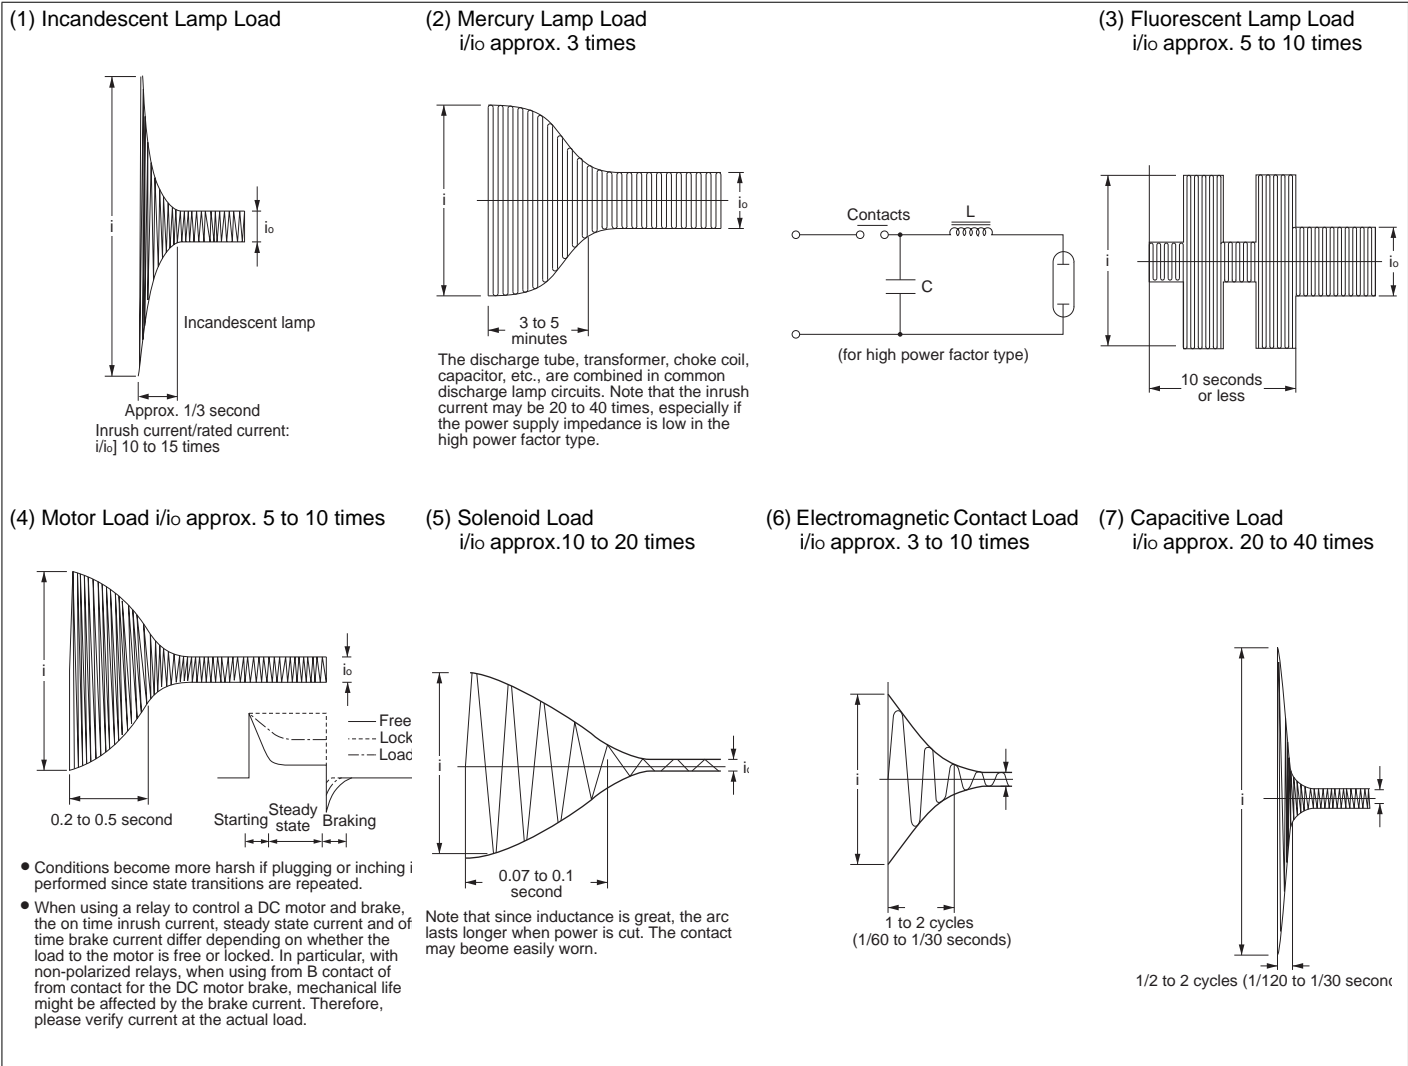 (1) Incandescent Lamp Load
i
io
Incandescent lamp
Approx. 1/3 second
Inrush current/rated current:
i/io] 10 to 15 times
(2) Mercury Lamp Load
i/io approx. 3 times
i
io
3 to 5
minutes
The discharge tube, transformer, choke coil,
capacitor, etc., are combined in common
discharge lamp circuits. Note that the inrush
current may be 20 to 40 times, especially if
the power supply impedance is low in the
high power factor type.
Contacts
L
C
(for high power factor type)
(3) Fluorescent Lamp Load
i/io approx. 5 to 10 times
i
io
10 seconds
or less
(4) Motor Load i/io approx. 5 to 10 times
i
io
0.2 to 0.5 second
Free
Lock
Load
Starting
Steady
state
Braking
● Conditions become more harsh if plugging or inching i
performed since state transitions are repeated.
● When using a relay to control a DC motor and brake,
the on time inrush current, steady state current and of
time brake current differ depending on whether the
load to the motor is free or locked. In particular, with
non-polarized relays, when using from B contact of
from contact for the DC motor brake, mechanical life
might be affected by the brake current. Therefore,
please verify current at the actual load.
(5) Solenoid Load
i/io approx.10 to 20 times
i
io
0.07 to 0.1
second
Note that since inductance is great, the arc
lasts longer when power is cut. The contact
may beome easily worn.
(6) Electromagnetic Contact Load
i/io approx. 3 to 10 times
i
1 to 2 cycles
(1/60 to 1/30 seconds)
(7) Capacitive Load
i/io approx. 20 to 40 times
i
1/2 to 2 cycles (1/120 to 1/30 second